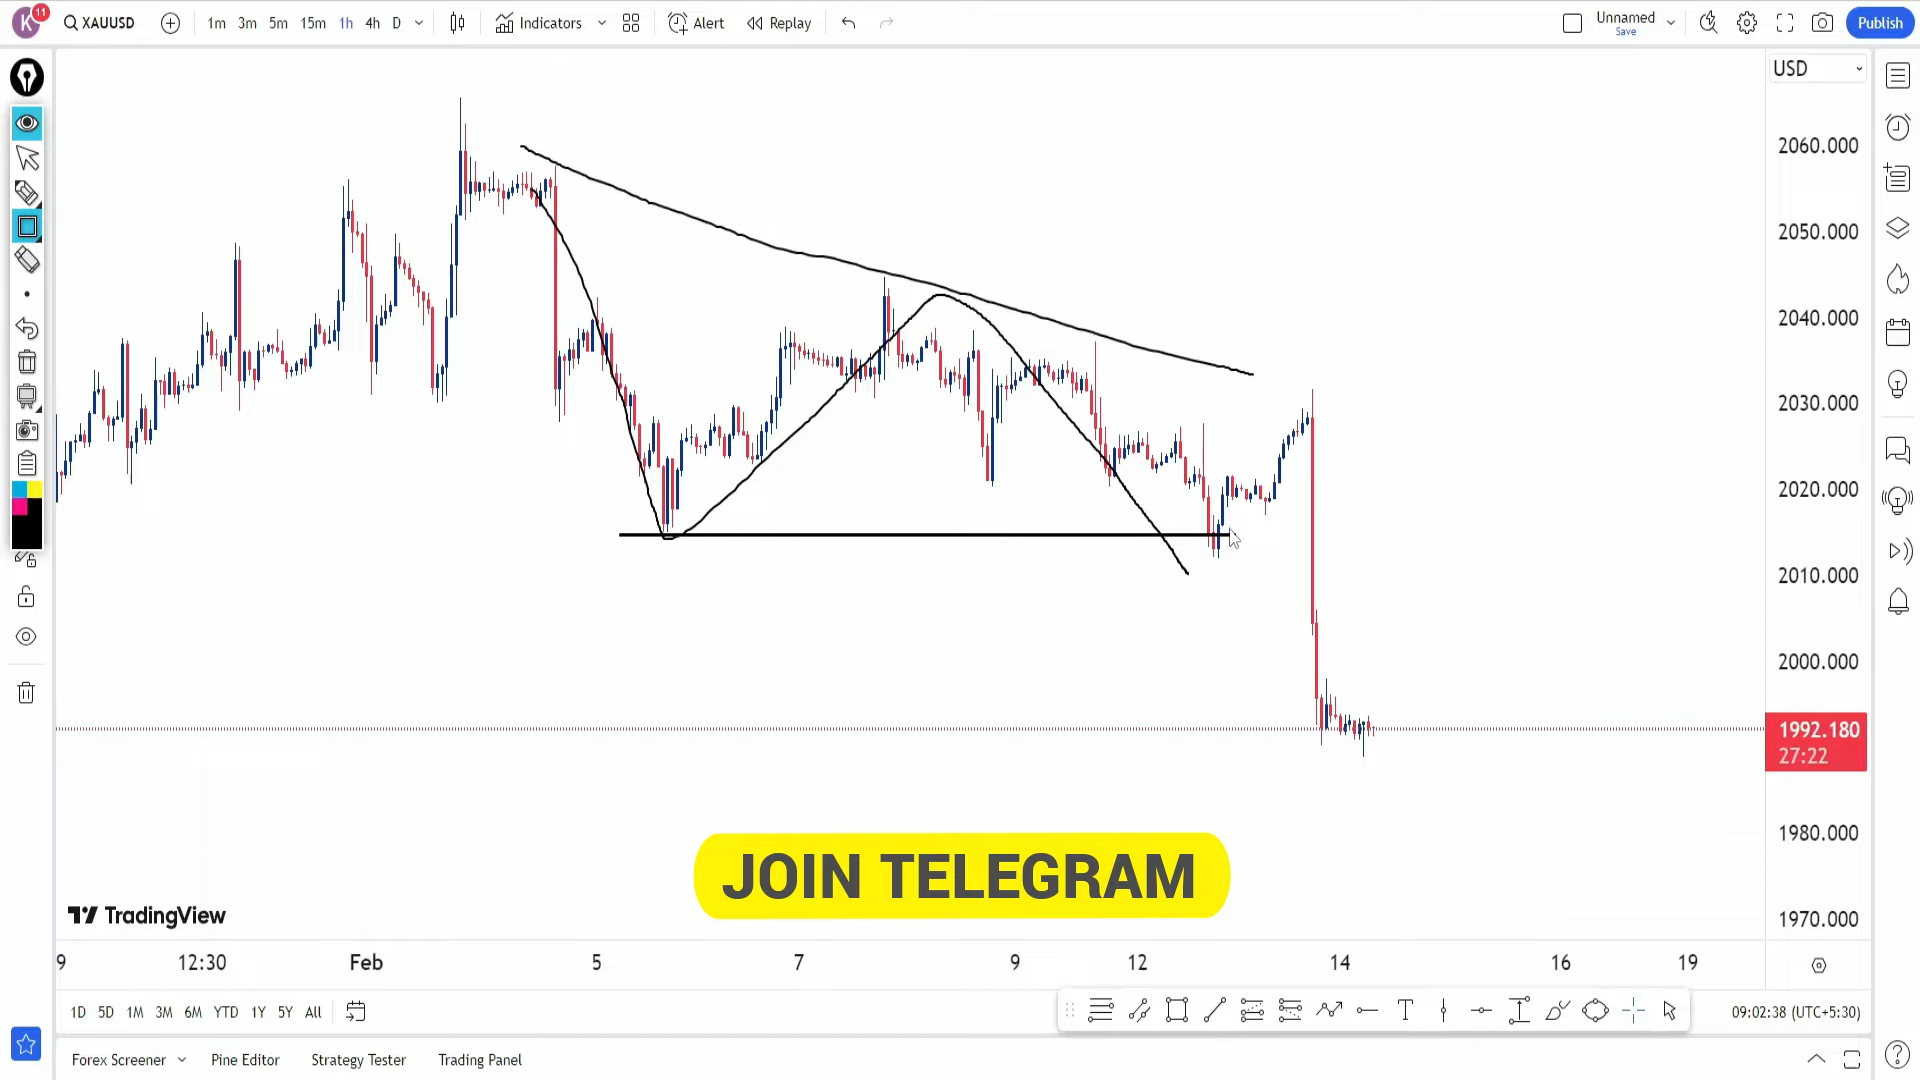 K 11 XAUUSD 1m 3m 5m 15m 1h 4h D Indicators Alert Replay Unnamed Publish
Save
USD
2060.000
2050.000
2040.000
2030.000
2020.000
2010.000
2000.000
1992.180
27:22
1980.000
JOIN TELEGRAM
TradingView
1970.000
9 12:30 Feb 5 7 9 12 14 16 19
1D 5D 1M 3M 6M YTD 1Y 5Y All T 09:02:38 (UTC+5:30)
Forex Screener Pine Editor Strategy Tester Trading Panel